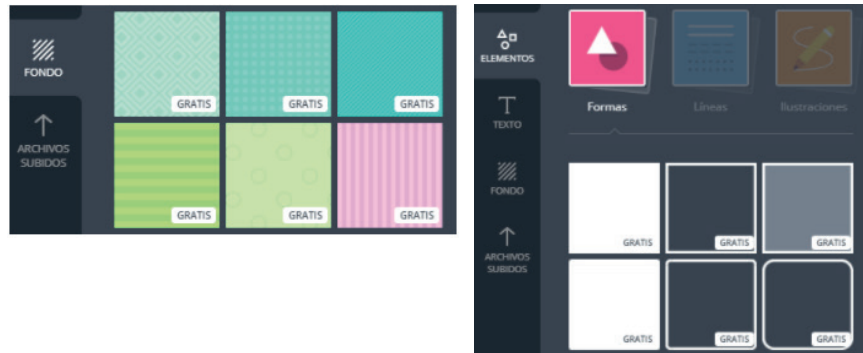 FONDO
ARCHIVOS
SUBIDOS
GRATIS GRATIS GRATIS
GRATIS GRATIS GRATIS
ELEMENTOS
TEXTO
FONDO
ARCHIVOS
SUBIDOS
Formas Líneas Ilustraciones
GRATIS GRATIS GRATIS
GRATIS GRATIS GRATIS